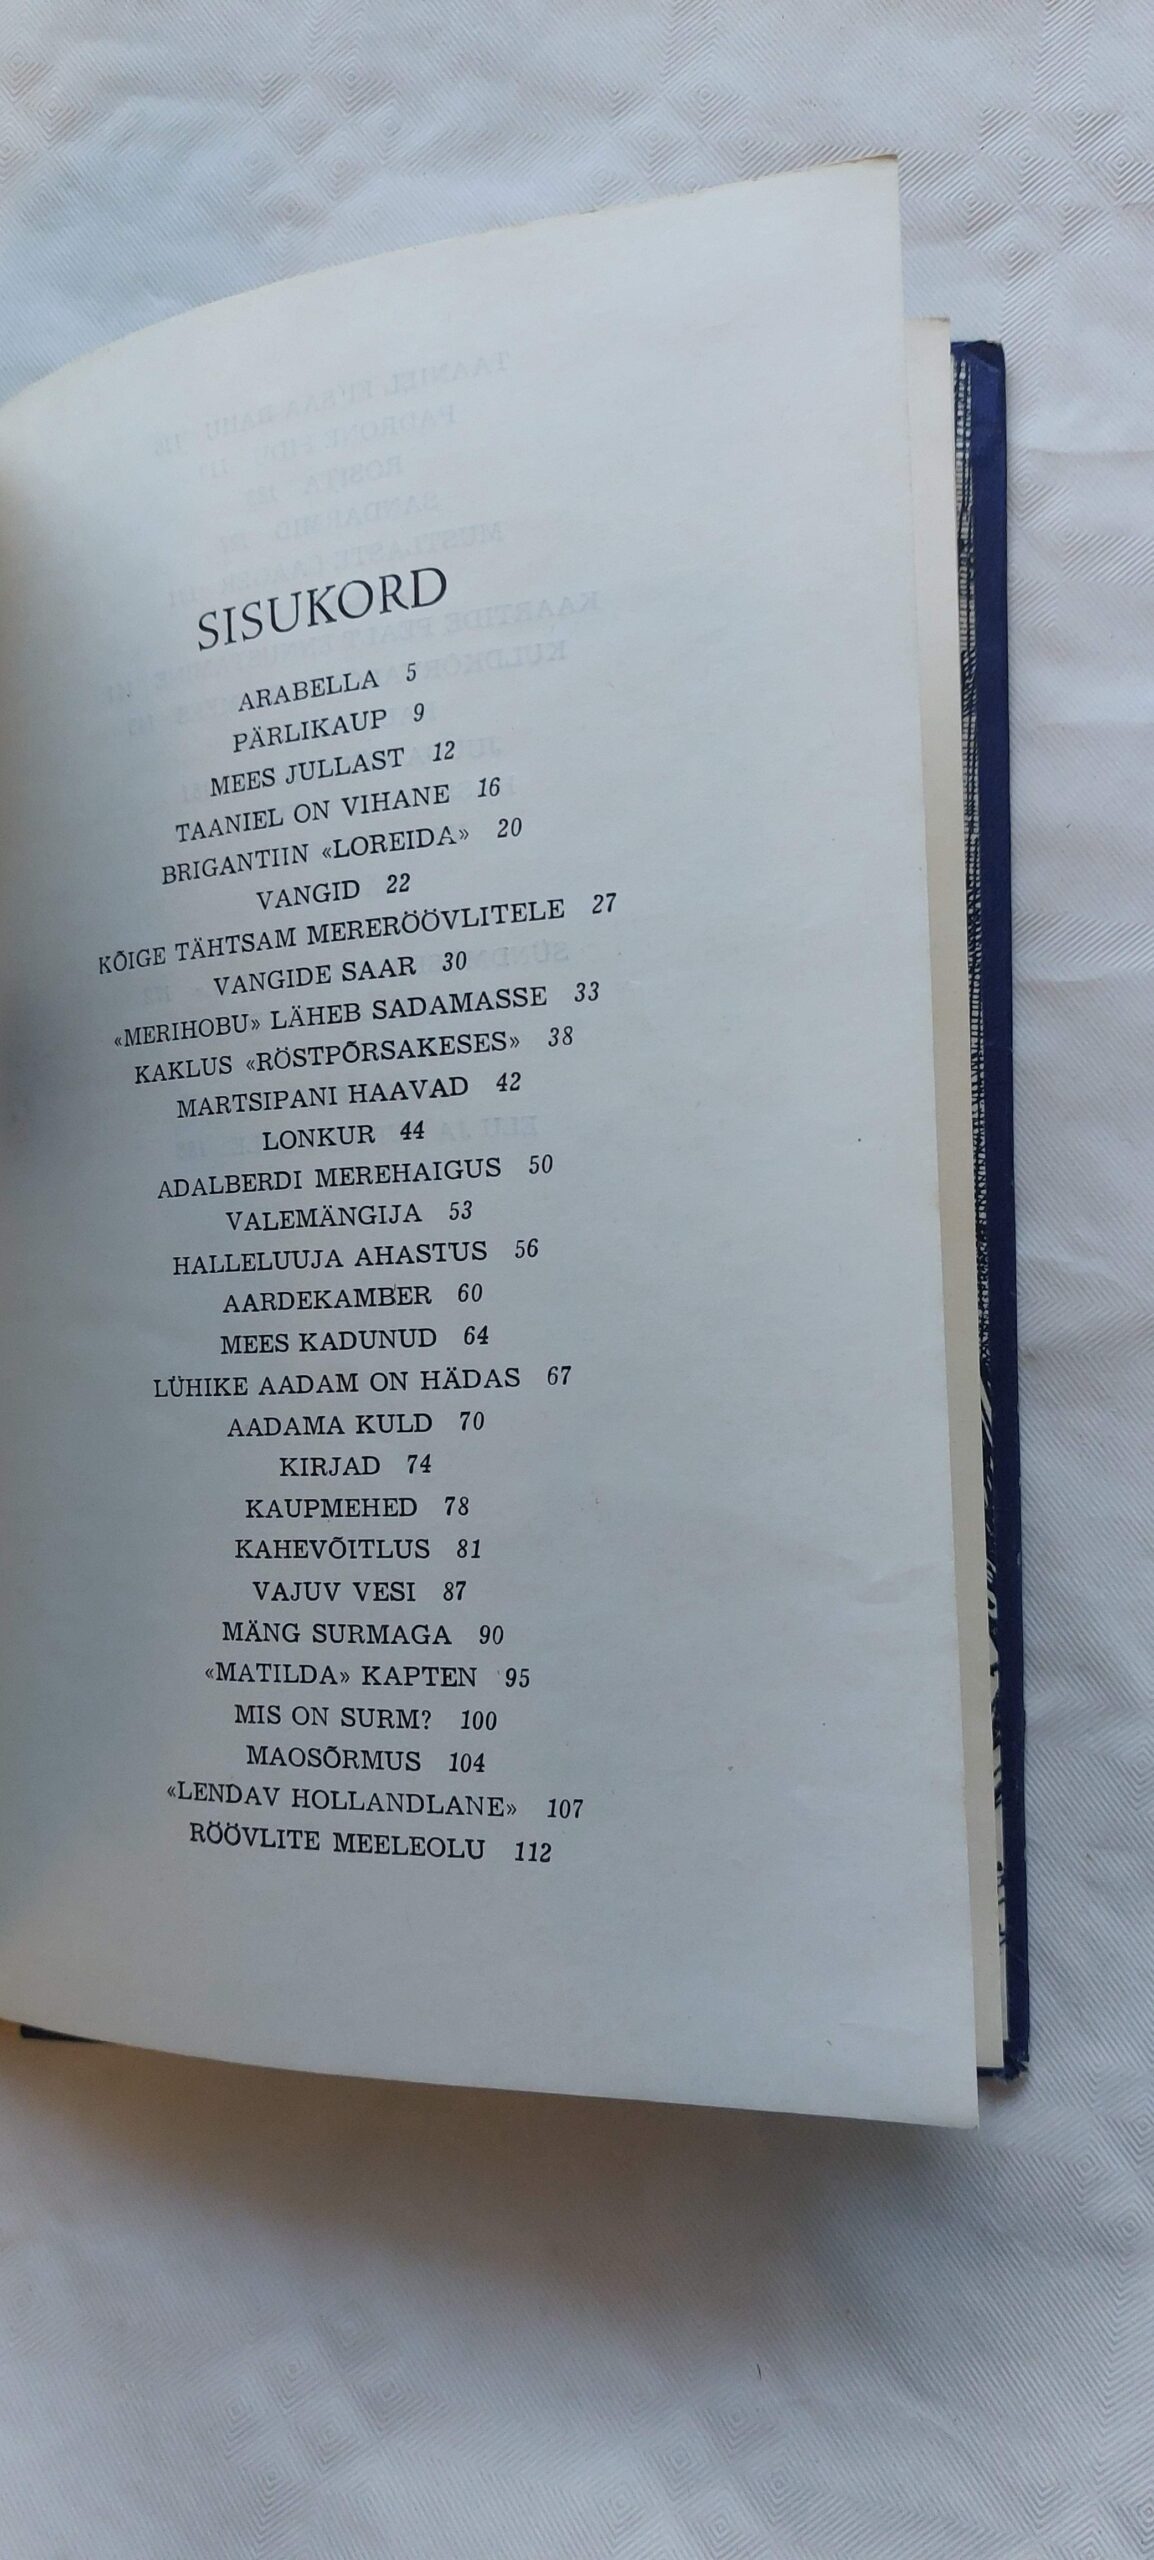 SISUKORD
ARABELLA 5
PÄRLIKAUP 9
MEES JULLAST 12
TAANIEL ON VIHANE 16
BRIGANTIIN «LOREIDA» 20
VANGID 22
KÕIGE TÄHTSAM MERERÖÖVLITELE 27
VANGIDE SAAR 30
«MERIHOBU» LÄHEB SADAMASSE 33
KAKLUS «RÖSTPÕRSAKESES» 38
MARTSIPANI HAAVAD 42
LONKUR 44
ADALBERDI MEREHAIGUS 50
VALEMÄNGIJA 53
HALLELUUJA AHASTUS 56
AARDEKAMBER 60
MEES KADUNUD 64
LÜHIKE AADAM ON HÄDAS 67
AADAMA KULD 70
KIRJAD 74
KAUPMEHED 78
KAHEVÕITLUS 81
VAJUV VESI 87
MÄNG SURMAGA 90
«MATILDA» KAPTEN 95
MIS ON SURM? 100
MAOSÕRMUS 104
«LENDAV HOLLANDLANE» 107
RÖÖVLITE MEELEOLU 112